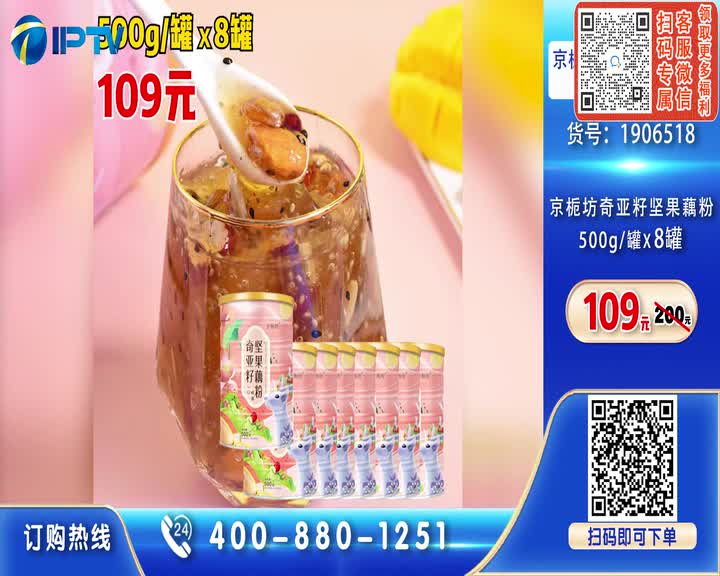 IPTV
500g/罐 x8罐
109元
京栀
扫码专属
客服微信
领取更多福利
货号：1906518
京栀坊奇亚籽坚果藕粉
500g/罐x8罐
109元 200元
坚果藕粉
奇亚籽
扫码即可下单
订购热线 24 400-880-1251